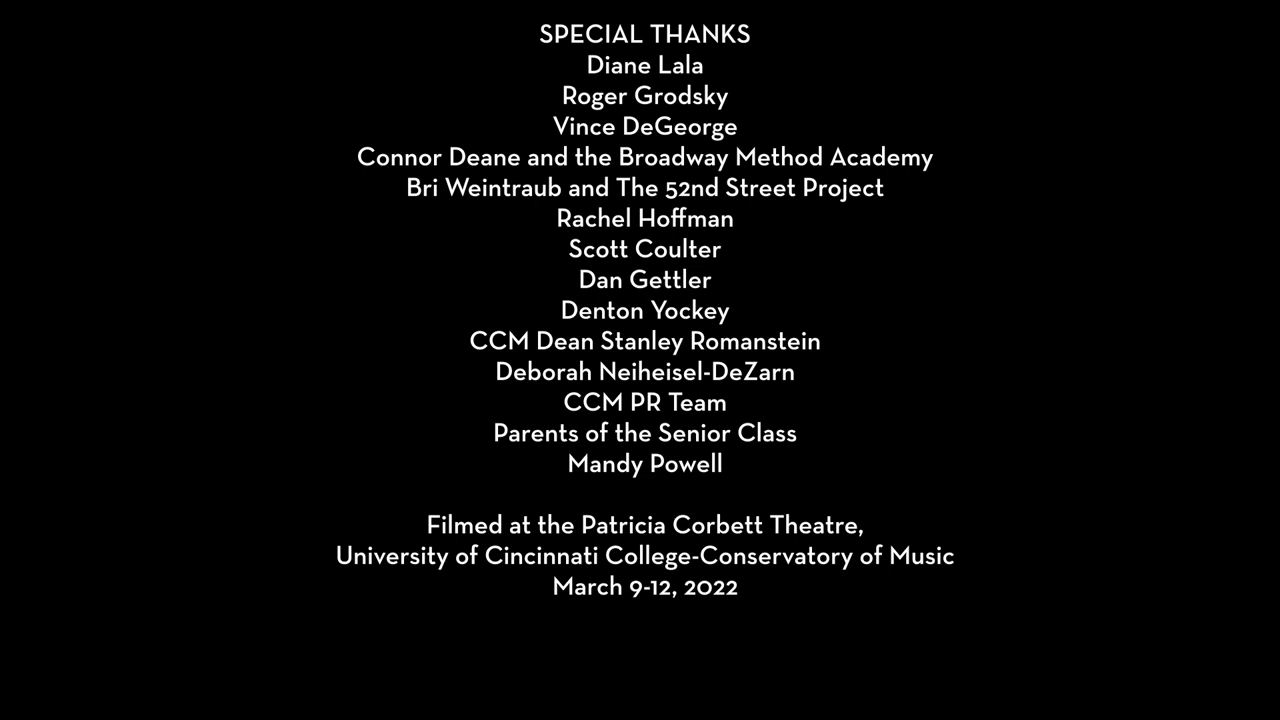 SPECIAL THANKS
Diane Lala
Roger Grodsky
Vince DeGeorge
Connor Deane and the Broadway Method Academy
Bri Weintraub and The 52nd Street Project
Rachel Hoffman
Scott Coulter
Dan Gettler
Denton Yockey
CCM Dean Stanley Romanstein
Deborah Neiheisel-DeZarn
CCM PR Team
Parents of the Senior Class
Mandy Powell
Filmed at the Patricia Corbett Theatre,
University of Cincinnati College-Conservatory of Music
March 9-12, 2022